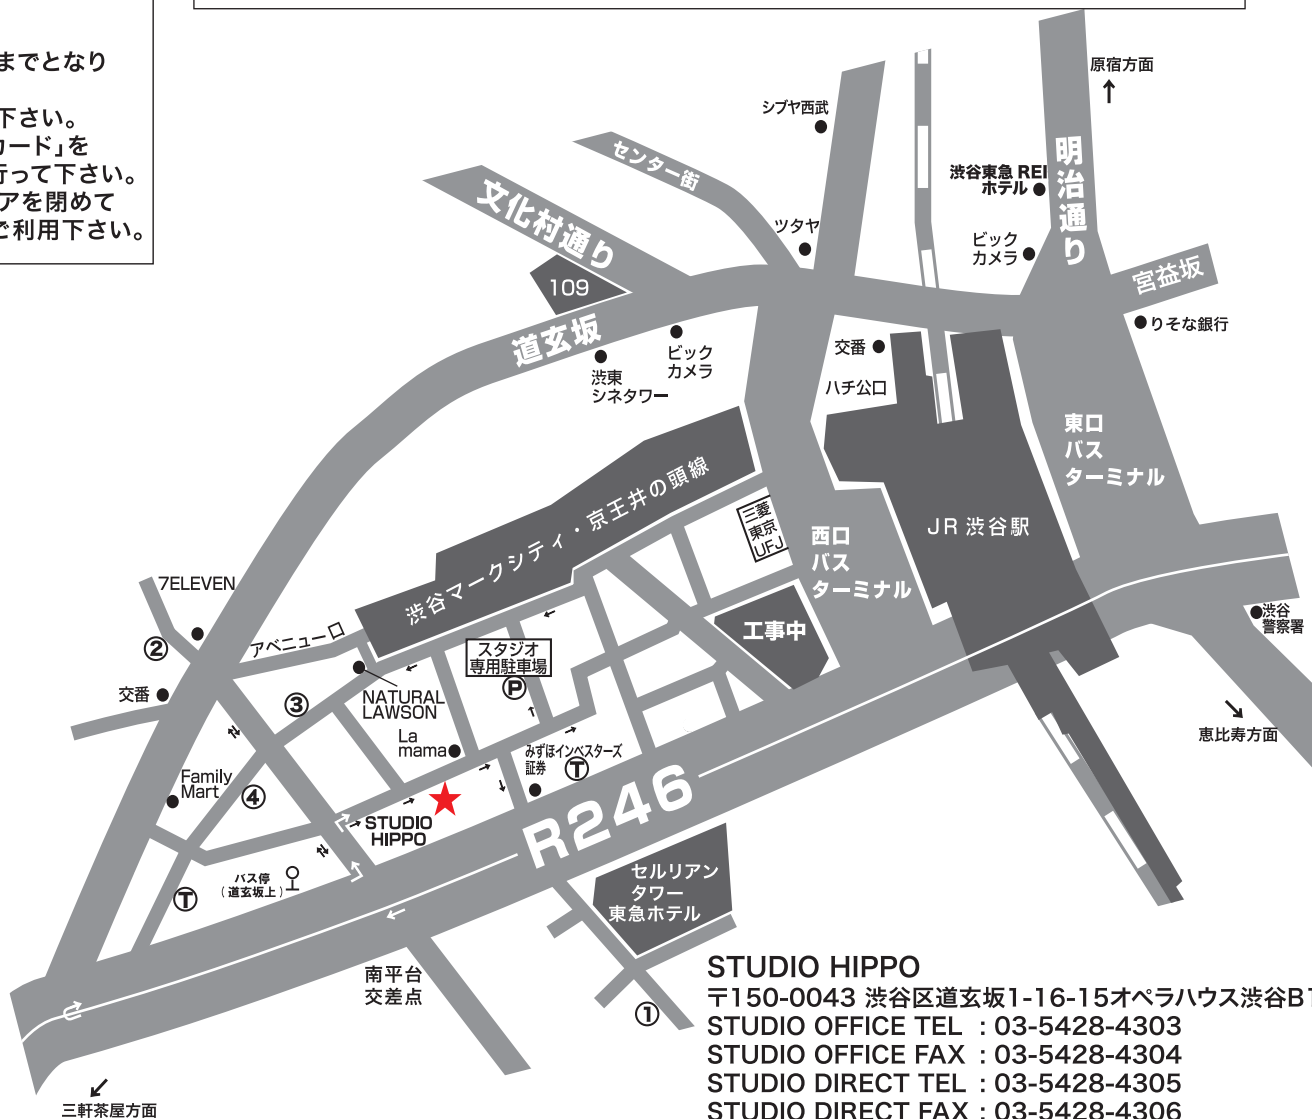 までとなり
下さい。
カード」を
行って下さい。
アを閉めて
ご利用下さい。
原宿方面
シブヤ西武
センター街
明治通り
渋谷東急 REI
ホテル
文化村通り
ツタヤ
ビック
カメラ
宮益坂
109
りそな銀行
道玄坂
交番
ビック
カメラ
渋東
シネタワー
ハチ公口
東口
バス
ターミナル
渋谷マークシティ・京王井の頭線
三菱
東京
UFJ
西口
バス
ターミナル
JR 渋谷駅
7ELEVEN
渋谷
警察署
アベニュー口
工事中
②
スタジオ
専用駐車場
P
交番
NATURAL
LAWSON
③
恵比寿方面
La
mama
みずほインベスターズ
証券
T
Family
Mart
④
R246
STUDIO
HIPPO
バス停
(道玄坂上)
T
セルリアン
タワー
東急ホテル
南平台
交差点
①
三軒茶屋方面
STUDIO HIPPO
〒150-0043 渋谷区道玄坂1-16-15オペラハウス渋谷B1
STUDIO OFFICE TEL : 03-5428-4303
STUDIO OFFICE FAX : 03-5428-4304
STUDIO DIRECT TEL : 03-5428-4305
STUDIO DIRECT FAX : 03-5428-4306